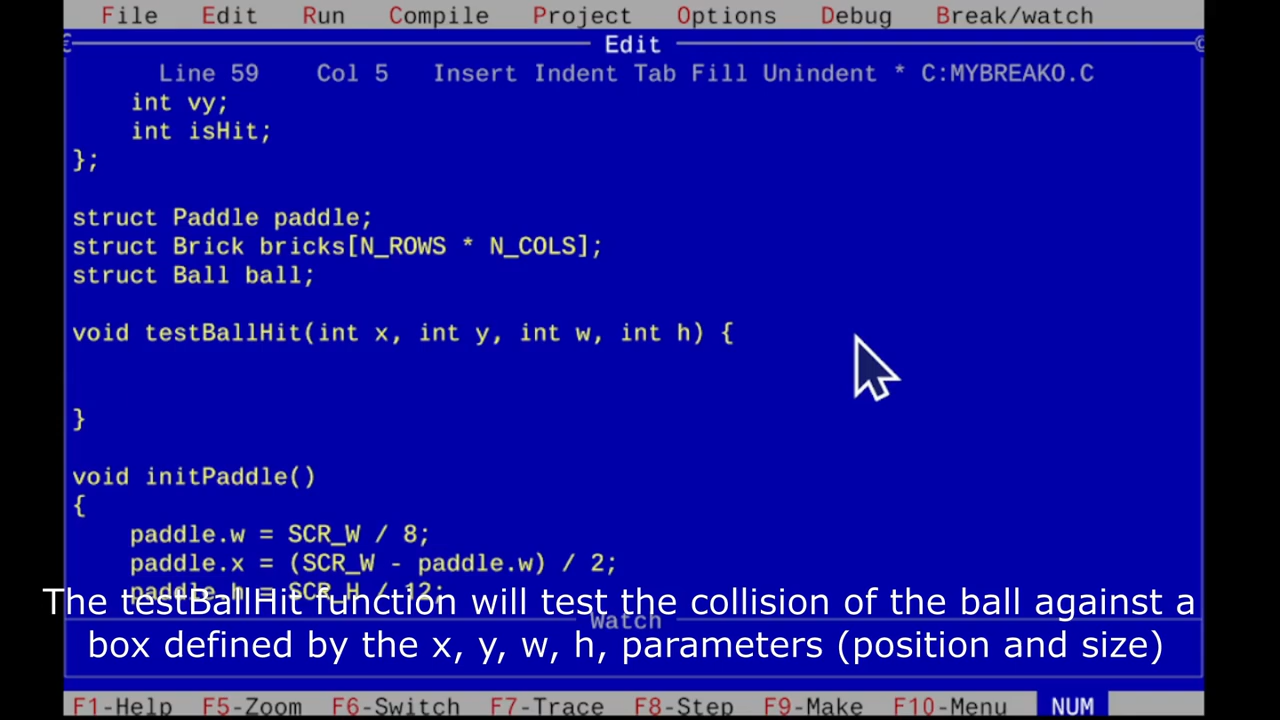 File Edit Run Compile Project Options Debug Break/watch
Edit
Line 59 Col 5 Insert Indent Tab Fill Unindent * C:MYBREAKO.C
int vy;
int isHit;
};
struct Paddle paddle;
struct Brick bricks[N_ROWS * N_COLS];
struct Ball ball;
void testBallHit(int x, int y, int w, int h) {
}
void initPaddle()
{
paddle.w = SCR_W / 8;
paddle.x = (SCR_W - paddle.w) / 2;
paddle.h = SCR_H / 12;
The testBallHit function will test the collision of the ball against a
Watch
box defined by the x, y, w, h, parameters (position and size)
F1-Help F5-Zoom F6-Switch F7-Trace F8-Step F9-Make F10-Menu NUM